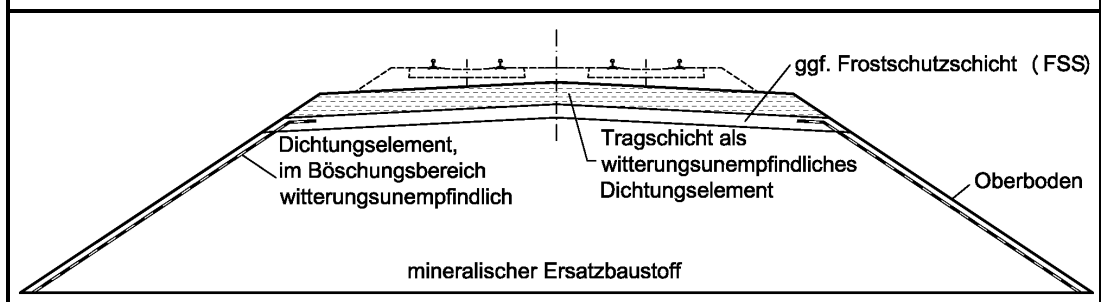 ggf. Frostschutzschicht ( FSS)
Dichtungselement,
im Böschungsbereich
witterungsunempfindlich
Tragschicht als
witterungsunempfindliches
Dichtungselement
Oberboden
mineralischer Ersatzbaustoff